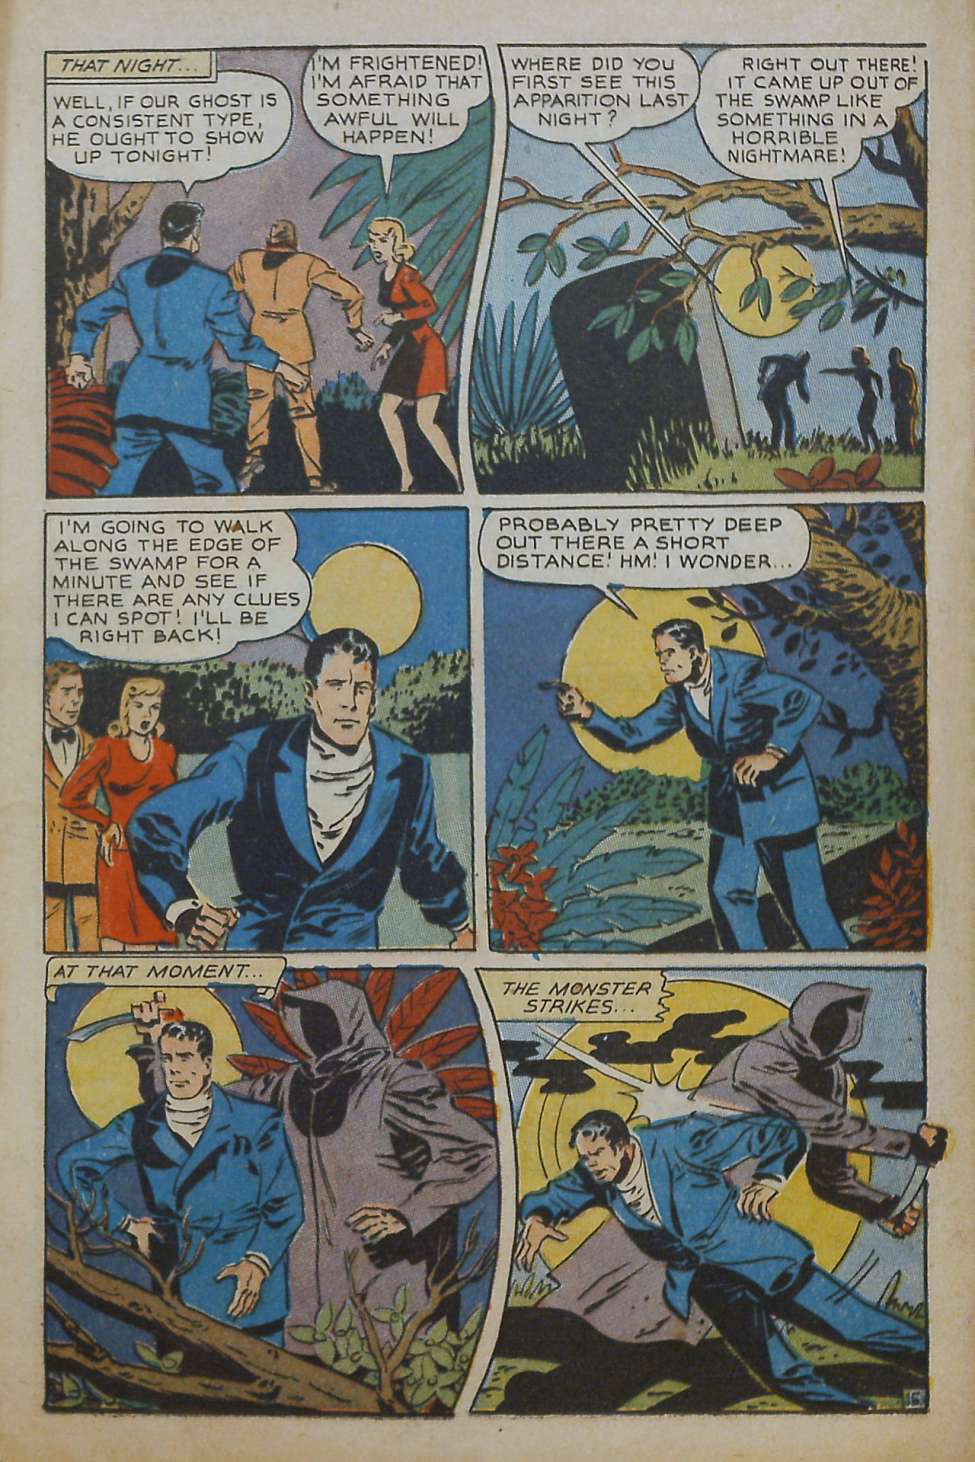 THAT NIGHT...
WELL, IF OUR GHOST IS
A CONSISTENT TYPE,
HE OUGHT TO SHOW
UP TONIGHT!
I'M FRIGHTENED!
I'M AFRAID THAT
SOMETHING
AWFUL WILL
HAPPEN!
WHERE DID YOU
FIRST SEE THIS
APPARITION LAST
NIGHT?
RIGHT OUT THERE!
IT CAME UP OUT OF
THE SWAMP LIKE
SOMETHING IN A
HORRIBLE
NIGHTMARE!
I'M GOING TO WALK
ALONG THE EDGE OF
THE SWAMP FOR A
MINUTE AND SEE IF
THERE ARE ANY CLUES
I CAN SPOT! I'LL BE
RIGHT BACK!
PROBABLY PRETTY DEEP
OUT THERE A SHORT
DISTANCE! HM! I WONDER...
AT THAT MOMENT...
THE MONSTER
STRIKES...